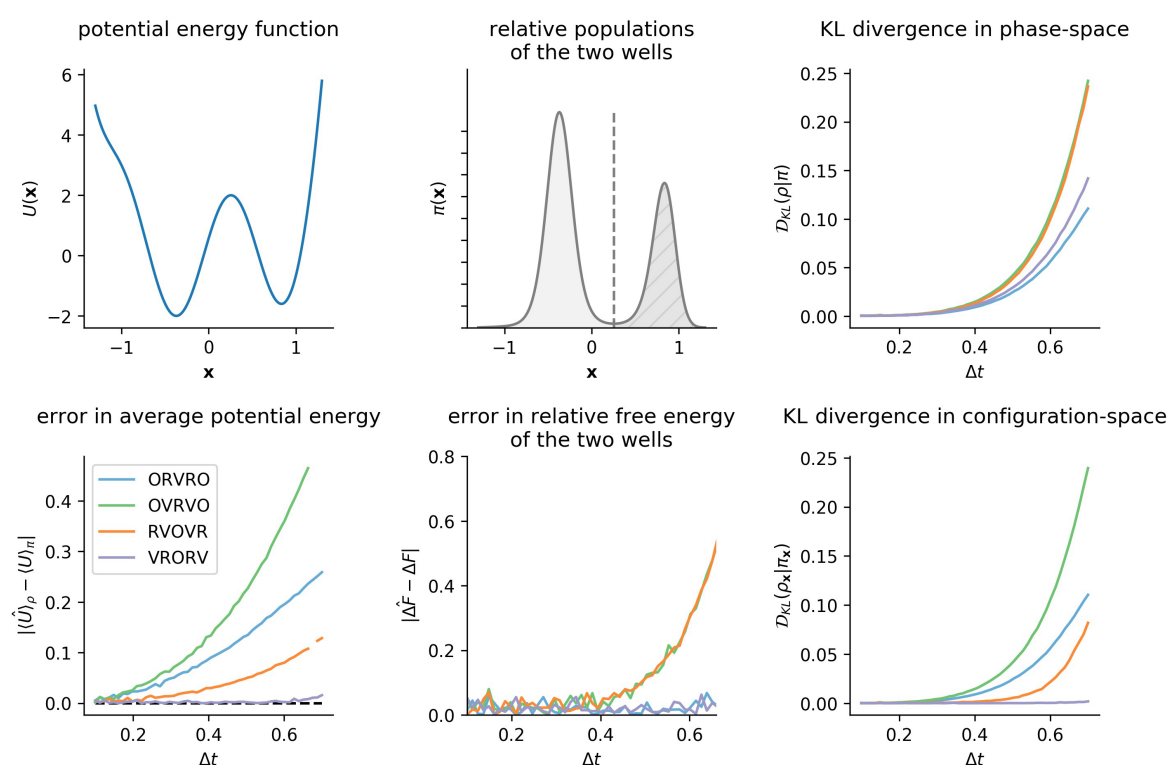 potential energy function
6
4
2
0
−2
U(x)
−1
0
1
x
relative populations
of the two wells
π(x)
−1
0
1
x
KL divergence in phase-space
0.25
0.20
0.15
0.10
0.05
0.00
𝒟_KL(ρ|π)
0.2
0.4
0.6
Δt
error in average potential energy
ORVRO
OVRVO
RVOVR
VRORV
0.4
0.3
0.2
0.1
0.0
|⟨Û⟩_ρ − ⟨U⟩_π|
0.2
0.4
0.6
Δt
error in relative free energy
of the two wells
0.8
0.6
0.4
0.2
0.0
|ΔF̂ − ΔF|
0.2
0.4
0.6
Δt
KL divergence in configuration-space
0.25
0.20
0.15
0.10
0.05
0.00
𝒟_KL(ρ_x|π_x)
0.2
0.4
0.6
Δt